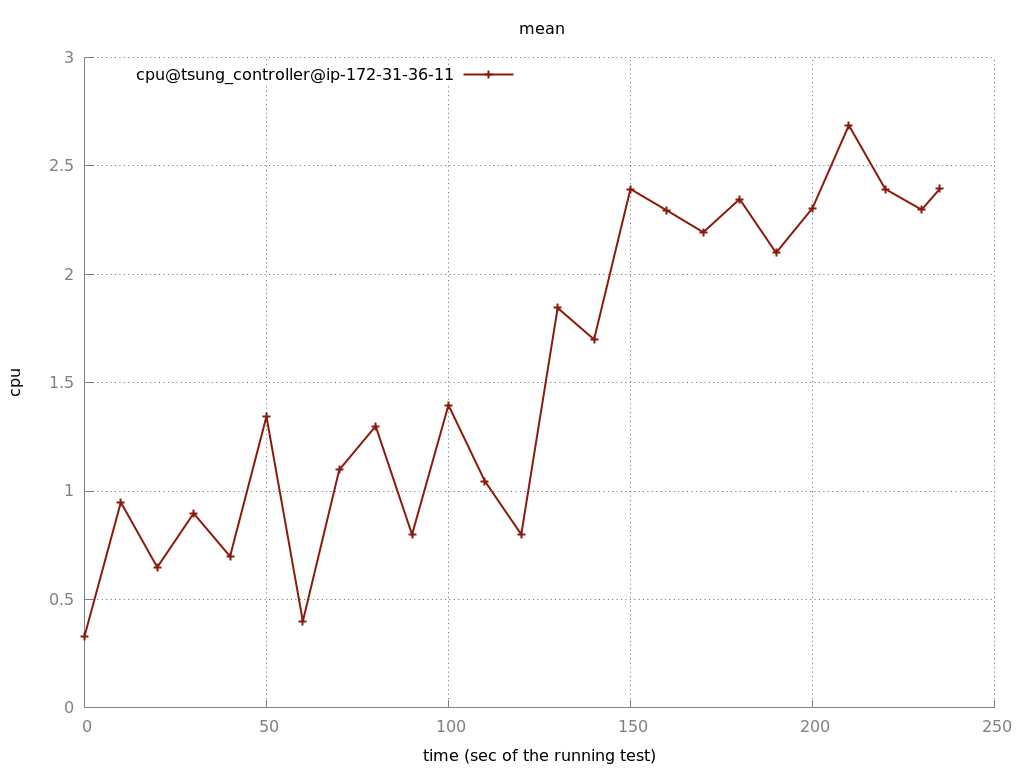 mean
cpu@tsung_controller@ip-172-31-36-11
3
2.5
2
1.5
1
0.5
0
cpu
0 50 100 150 200 250
time (sec of the running test)